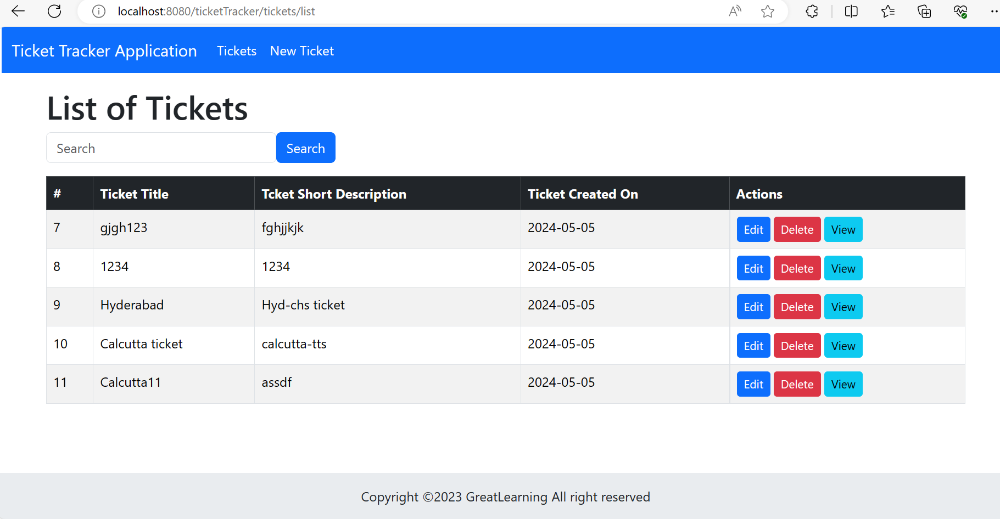 localhost:8080/ticketTracker/tickets/list
Ticket Tracker Application Tickets New Ticket
List of Tickets
Search Search
# Ticket Title Tcket Short Description Ticket Created On Actions
7 gjgh123 fghjjkjk 2024-05-05 Edit Delete View
8 1234 1234 2024-05-05 Edit Delete View
9 Hyderabad Hyd-chs ticket 2024-05-05 Edit Delete View
10 Calcutta ticket calcutta-tts 2024-05-05 Edit Delete View
11 Calcutta11 assdf 2024-05-05 Edit Delete View
Copyright ©2023 GreatLearning All right reserved